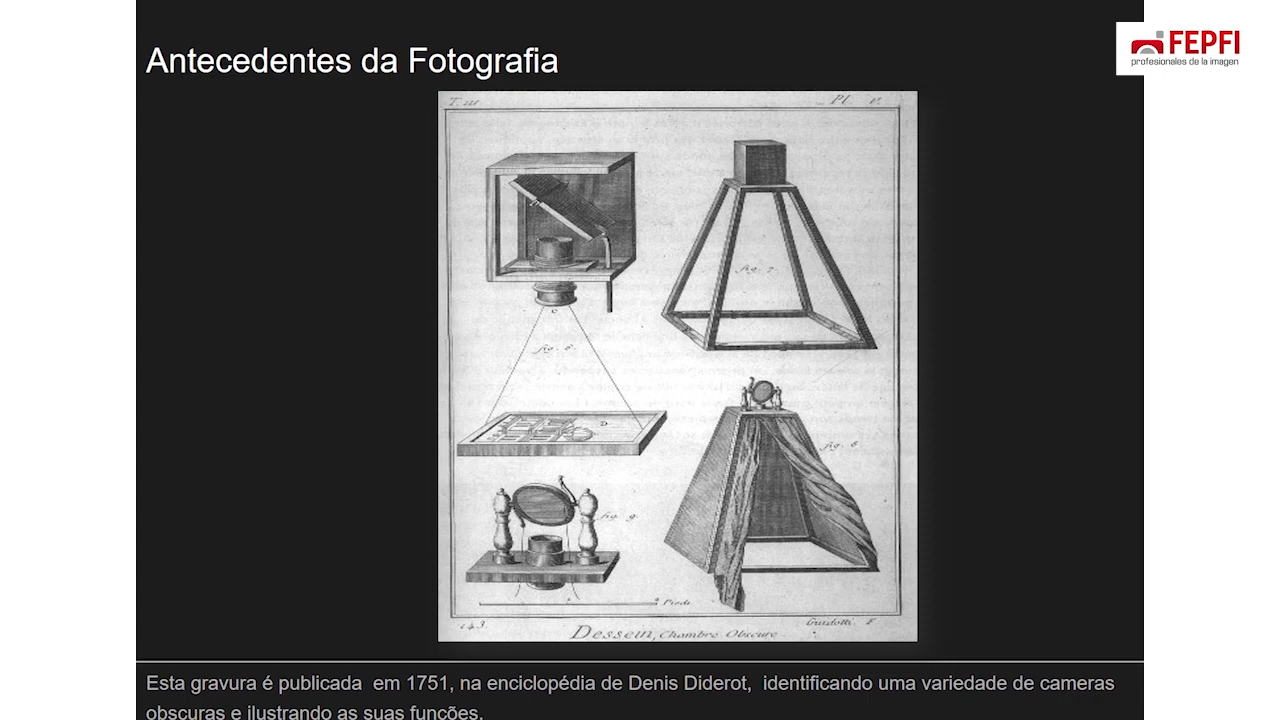 Antecedentes da Fotografia
FEPFI
profesionales de la imagen
T. III
Pl. V.
fig. 7.
C
fig. 6.
D
fig. 8
fig. 9.
Pieds
143.
Guidotti. F
Dessein, Chambre Obscure
Esta gravura é publicada em 1751, na enciclopédia de Denis Diderot, identificando uma variedade de cameras
obscuras e ilustrando as suas funções.